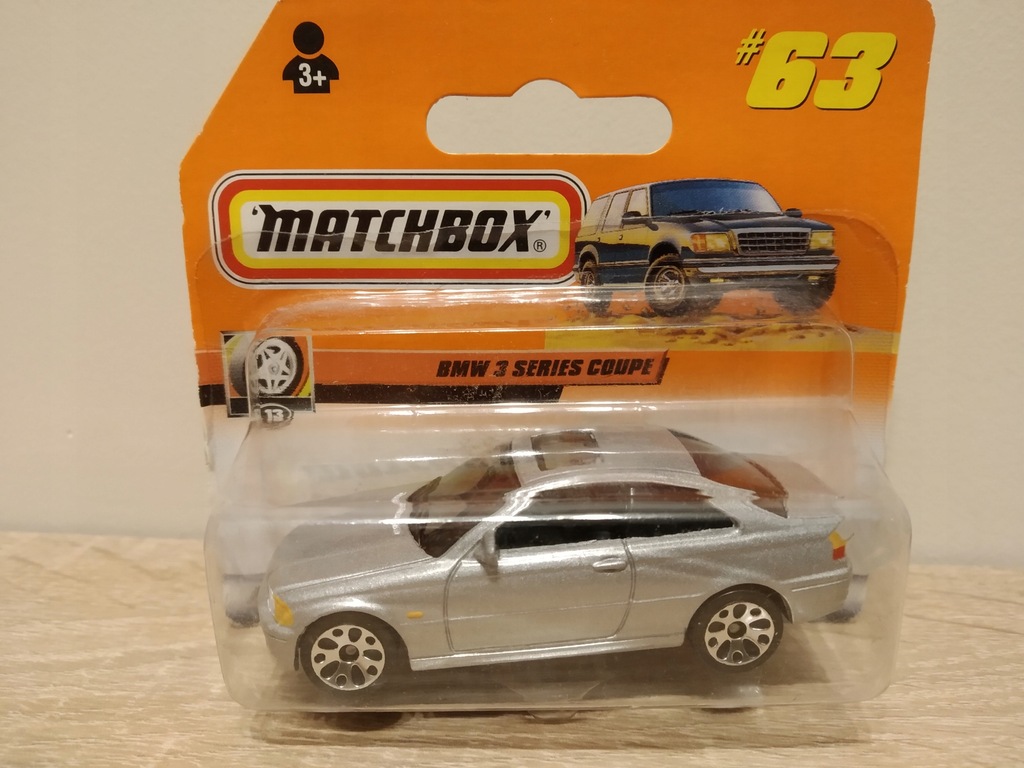 3+
#63
'MATCHBOX'®
BMW 3 SERIES COUPE
13